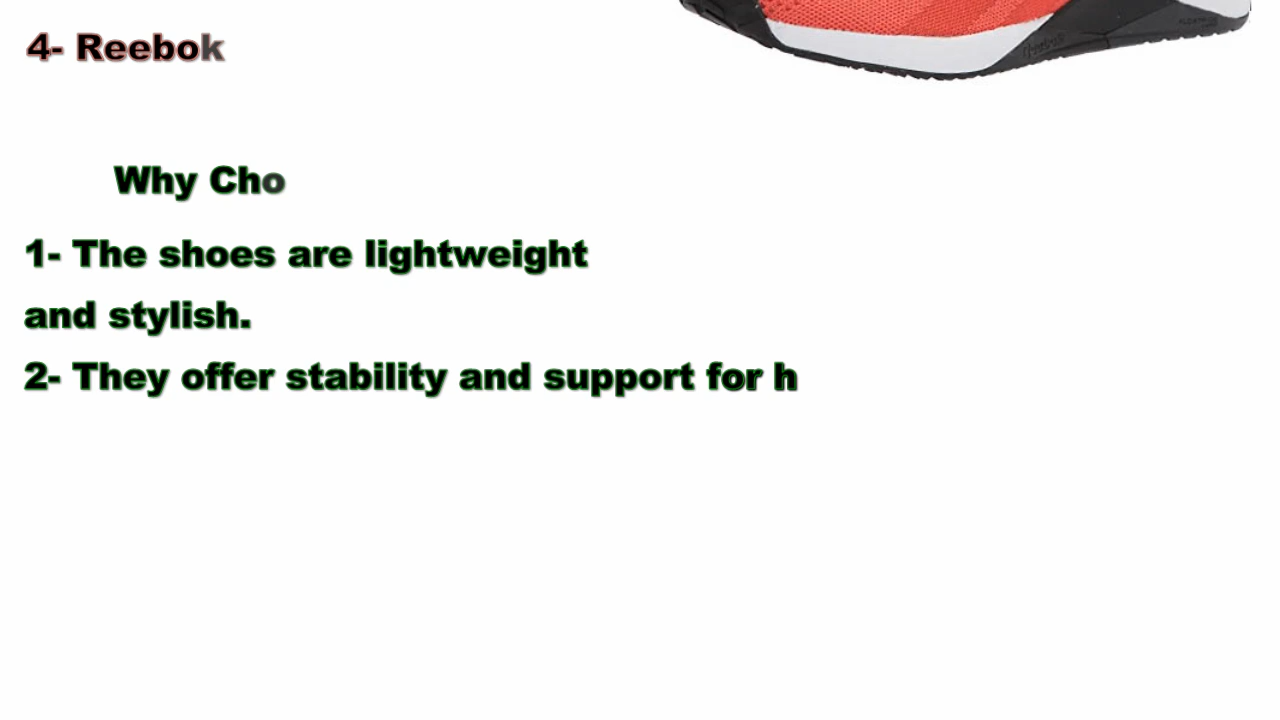 4- Reebok
Why Cho
1- The shoes are lightweight
and stylish.
2- They offer stability and support for h